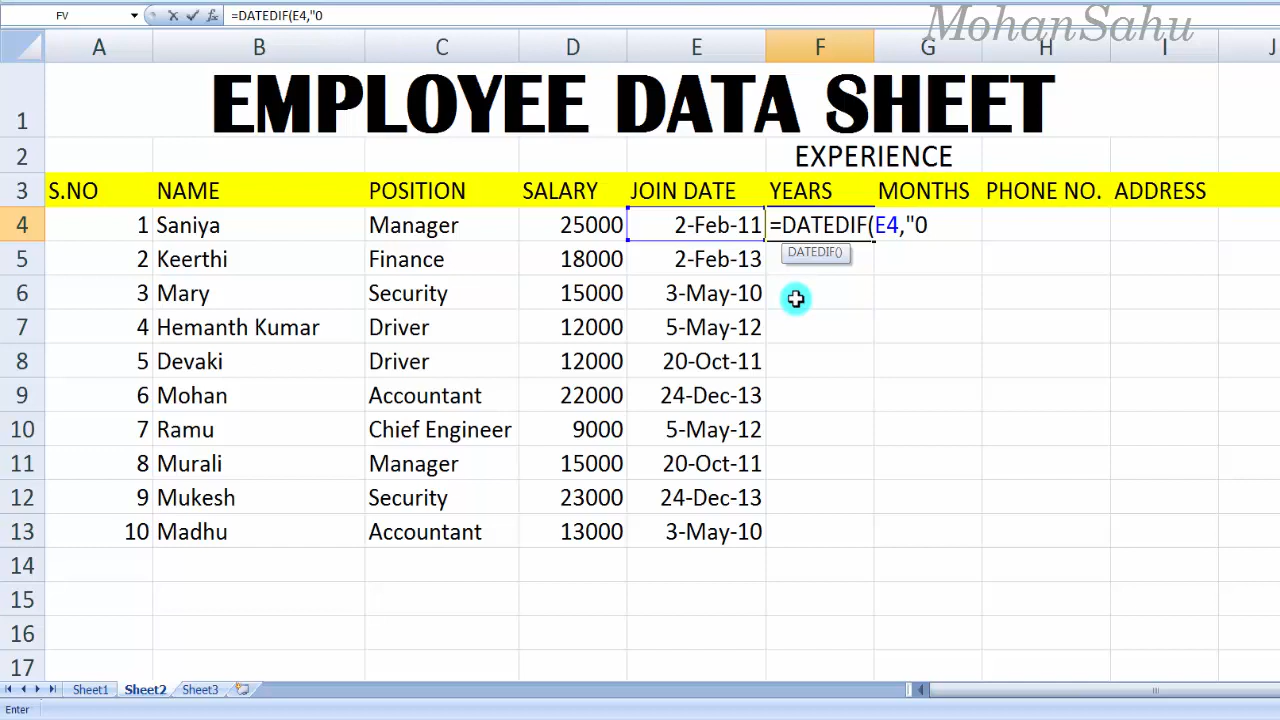 FV =DATEDIF(E4,"0
MohanSahu
A B C D E F G H I J
1 EMPLOYEE DATA SHEET
2 EXPERIENCE
3 S.NO NAME POSITION SALARY JOIN DATE YEARS MONTHS PHONE NO. ADDRESS
4 1 Saniya Manager 25000 2-Feb-11 =DATEDIF(E4,"0
DATEDIF()
5 2 Keerthi Finance 18000 2-Feb-13
6 3 Mary Security 15000 3-May-10
7 4 Hemanth Kumar Driver 12000 5-May-12
8 5 Devaki Driver 12000 20-Oct-11
9 6 Mohan Accountant 22000 24-Dec-13
10 7 Ramu Chief Engineer 9000 5-May-12
11 8 Murali Manager 15000 20-Oct-11
12 9 Mukesh Security 23000 24-Dec-13
13 10 Madhu Accountant 13000 3-May-10
14
15
16
17
Sheet1 Sheet2 Sheet3
Enter